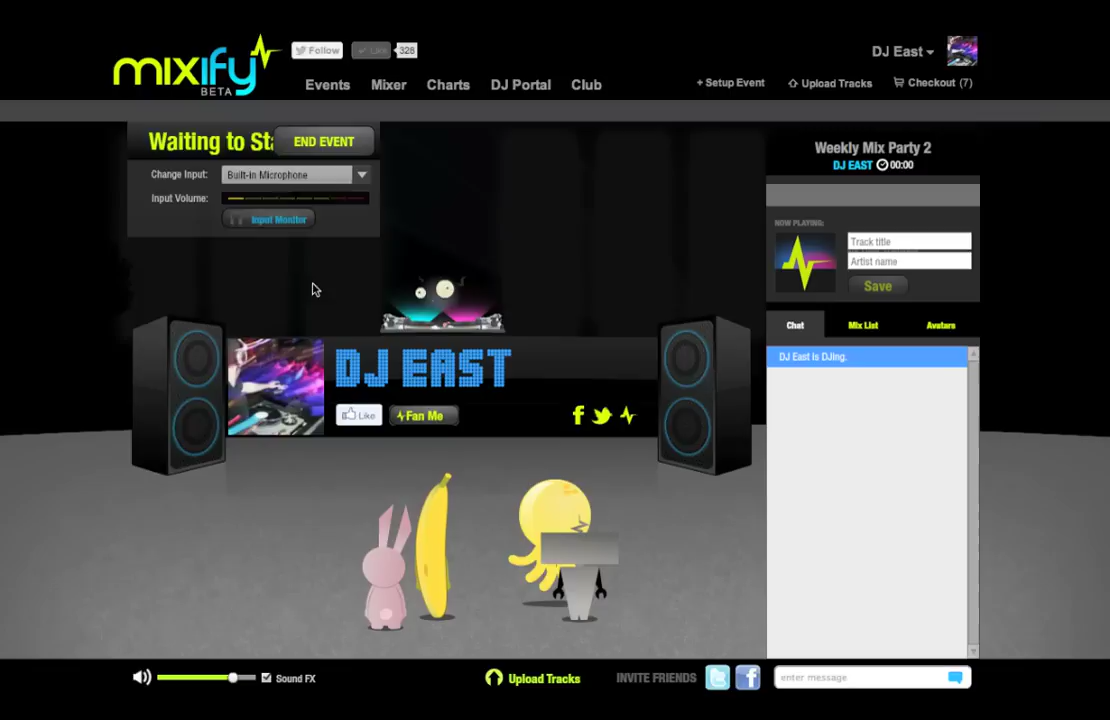 mixify
BETA
Follow
Like
328
DJ East
Events
Mixer
Charts
DJ Portal
Club
+ Setup Event
Upload Tracks
Checkout (7)
Waiting to Sta
END EVENT
Change Input:
Built-in Microphone
Input Volume:
Input Monitor
Weekly Mix Party 2
DJ EAST 00:00
NOW PLAYING:
Track title
Artist name
Save
Chat
Mix List
Avatars
DJ East is DJing.
DJ EAST
Like
Fan Me
Sound FX
Upload Tracks
INVITE FRIENDS
enter message